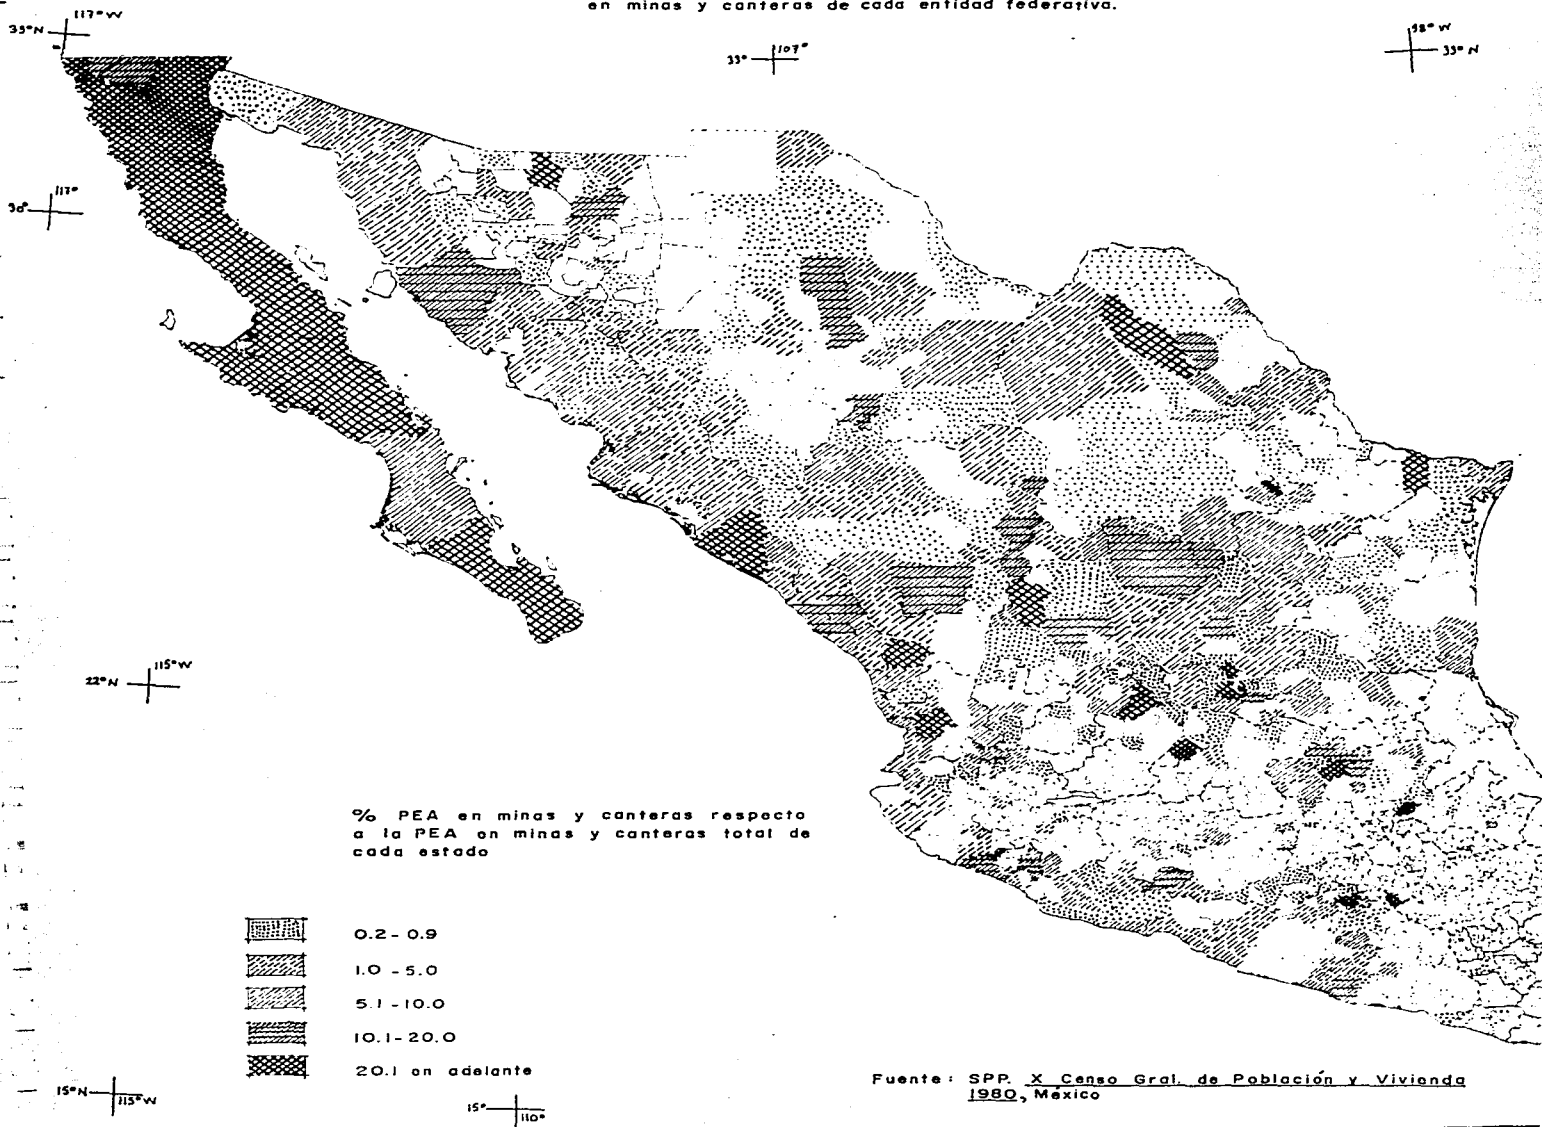 en minas y canteras de cada entidad federativa.
117° W
35° N
107°
33°
98° W
33° N
117°
30°
115° W
22° N
% PEA en minas y canteras respecto
a la PEA en minas y canteras total de
cada estado
0.2 - 0.9
1.0 - 5.0
5.1 - 10.0
10.1 - 20.0
20.1 en adelante
Fuente: SPP. X Censo Gral. de Población y Vivienda
1980, México
15° N
115° W
15°
110°